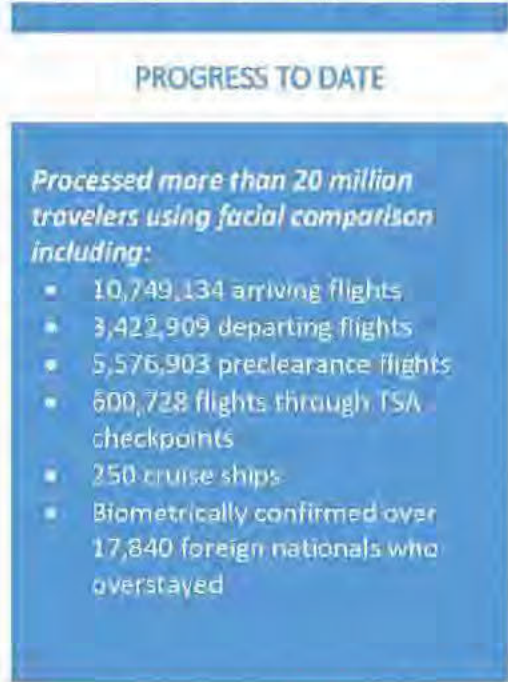 PROGRESS TO DATE
Processed more than 20 million
travelers using facial comparison
including:
• 10,749,134 arriving flights
• 3,422,909 departing flights
• 5,576,903 preclearance flights
• 600,728 flights through TSA
checkpoints
• 250 cruise ships
• Biometrically confirmed over
17,840 foreign nationals who
overstayed